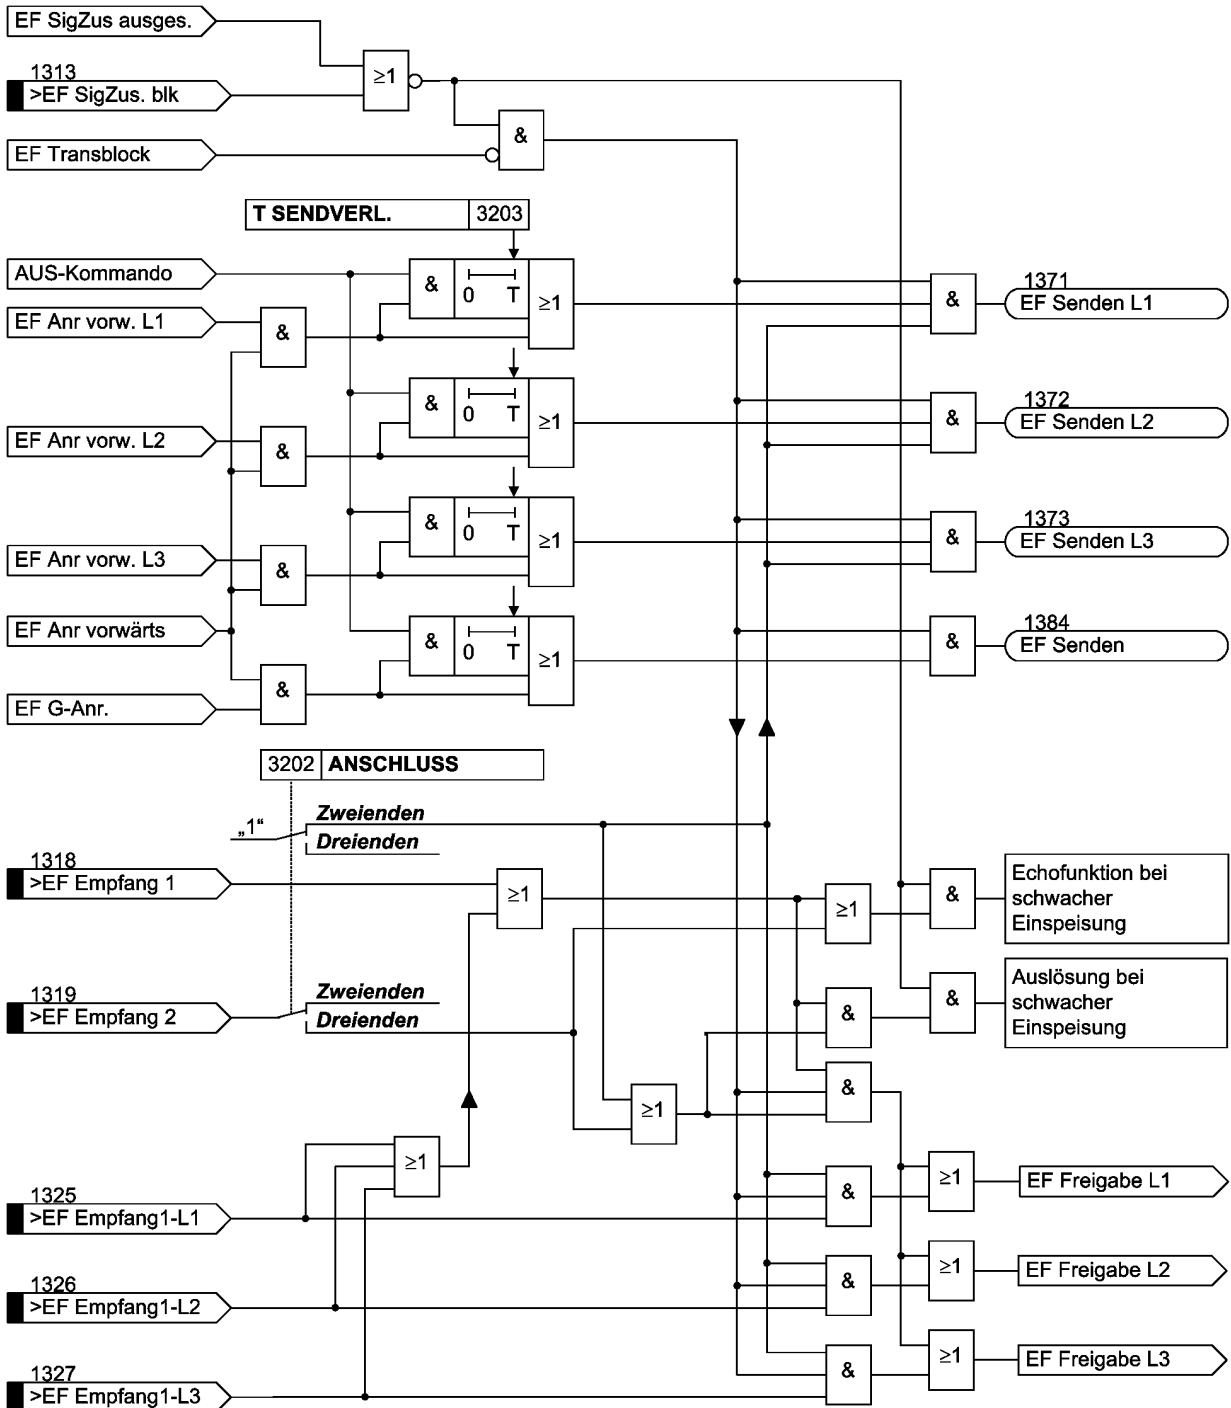 EF SigZus ausges.
1313
>EF SigZus. blk
≥1
&
EF Transblock
T SENDVERL. 3203
AUS-Kommando
& 0 T ≥1
EF Anr vorw. L1
&
&
1371
EF Senden L1
& 0 T ≥1
EF Anr vorw. L2
&
&
1372
EF Senden L2
& 0 T ≥1
EF Anr vorw. L3
&
&
1373
EF Senden L3
EF Anr vorwärts
& 0 T ≥1
&
1384
EF Senden
EF G-Anr.
&
3202 ANSCHLUSS
„1“
Zweienden
Dreienden
1318
>EF Empfang 1
≥1
≥1
&
Echofunktion bei
schwacher
Einspeisung
1319
>EF Empfang 2
Zweienden
Dreienden
&
&
Auslösung bei
schwacher
Einspeisung
≥1
&
≥1
1325
>EF Empfang1-L1
&
≥1
EF Freigabe L1
1326
>EF Empfang1-L2
&
≥1
EF Freigabe L2
1327
>EF Empfang1-L3
&
≥1
EF Freigabe L3